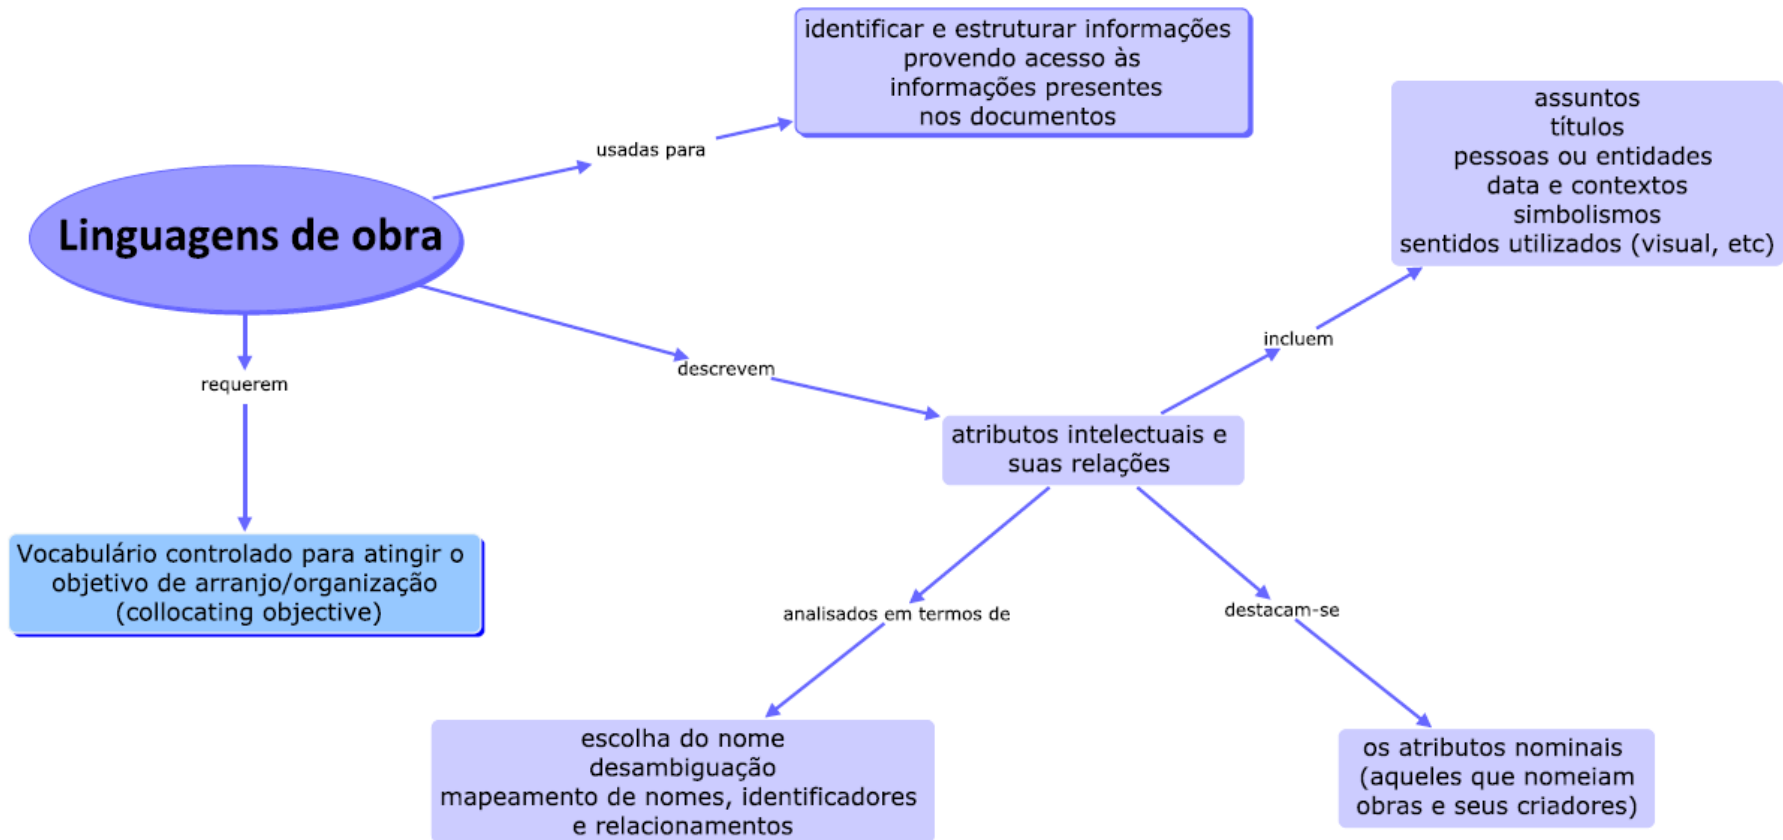 identificar e estruturar informações
provendo acesso às
informações presentes
nos documentos
assuntos
títulos
pessoas ou entidades
data e contextos
simbolismos
sentidos utilizados (visual, etc)
usadas para
Linguagens de obra
incluem
descrevem
requerem
atributos intelectuais e
suas relações
Vocabulário controlado para atingir o
objetivo de arranjo/organização
(collocating objective)
analisados em termos de
destacam-se
escolha do nome
desambiguação
mapeamento de nomes, identificadores
e relacionamentos
os atributos nominais
(aqueles que nomeiam
obras e seus criadores)